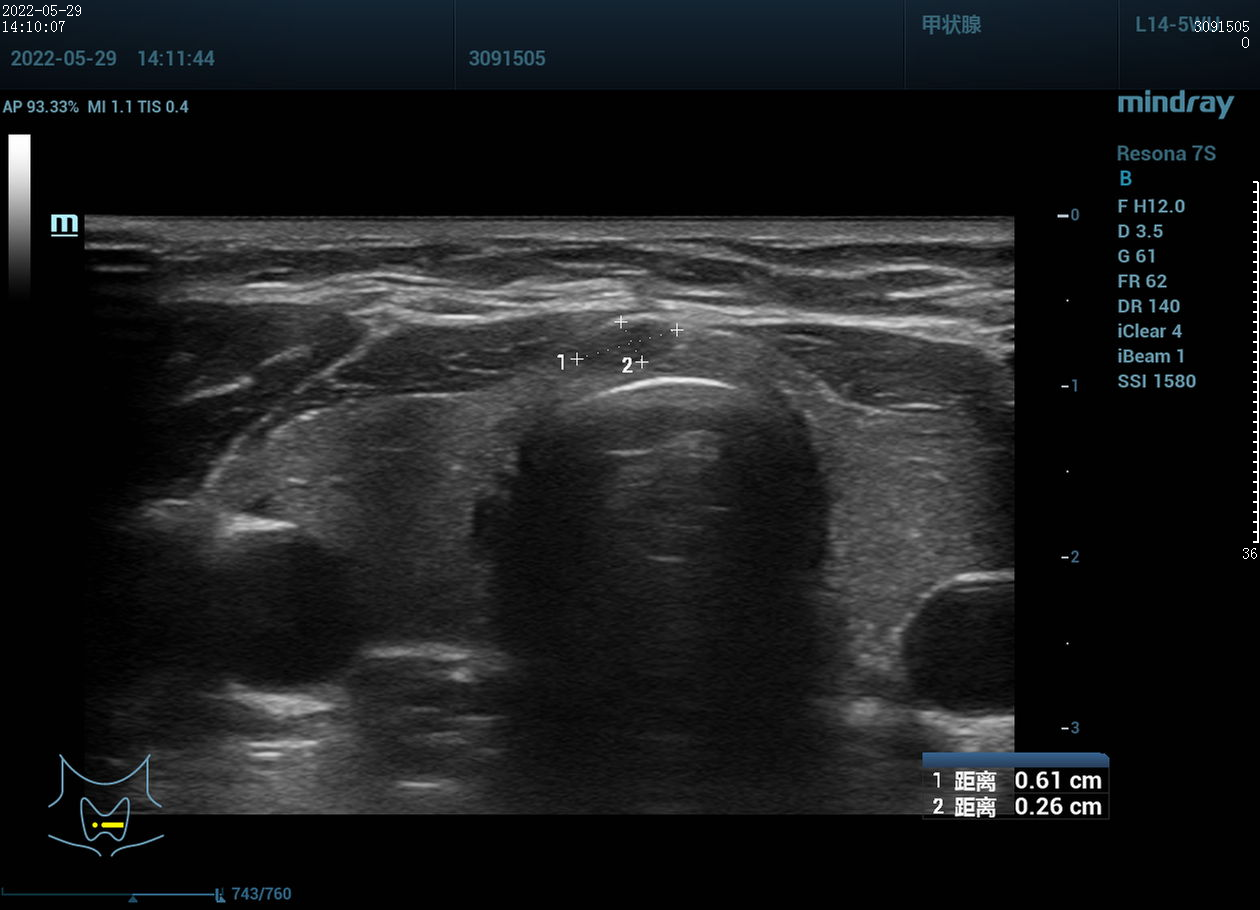 2022-05-29
14:10:07
甲状腺
3091505
0
2022-05-29 14:11:44
3091505
AP 93.33% MI 1.1 TIS 0.4
mindray
Resona 7S
B
m
F H12.0
0
D 3.5
G 61
FR 62
DR 140
iClear 4
iBeam 1
1
2
SSI 1580
1
36
2
3
1 距离 0.61 cm
2 距离 0.26 cm
743/760